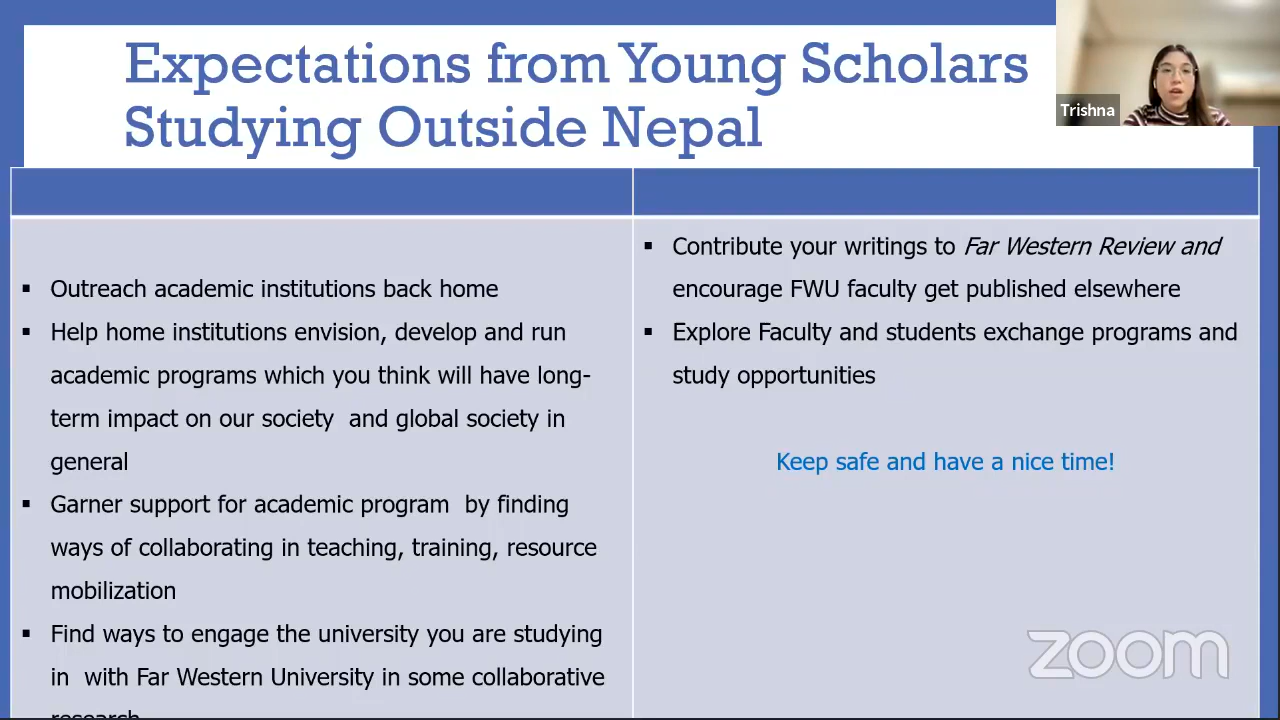 Expectations from Young Scholars
Studying Outside Nepal
Trishna
▪ Outreach academic institutions back home
▪ Help home institutions envision, develop and run
academic programs which you think will have long-
term impact on our society  and global society in
general
▪ Garner support for academic program  by finding
ways of collaborating in teaching, training, resource
mobilization
▪ Find ways to engage the university you are studying
in  with Far Western University in some collaborative
research
▪ Contribute your writings to Far Western Review and
encourage FWU faculty get published elsewhere
▪ Explore Faculty and students exchange programs and
study opportunities
Keep safe and have a nice time!
zoom